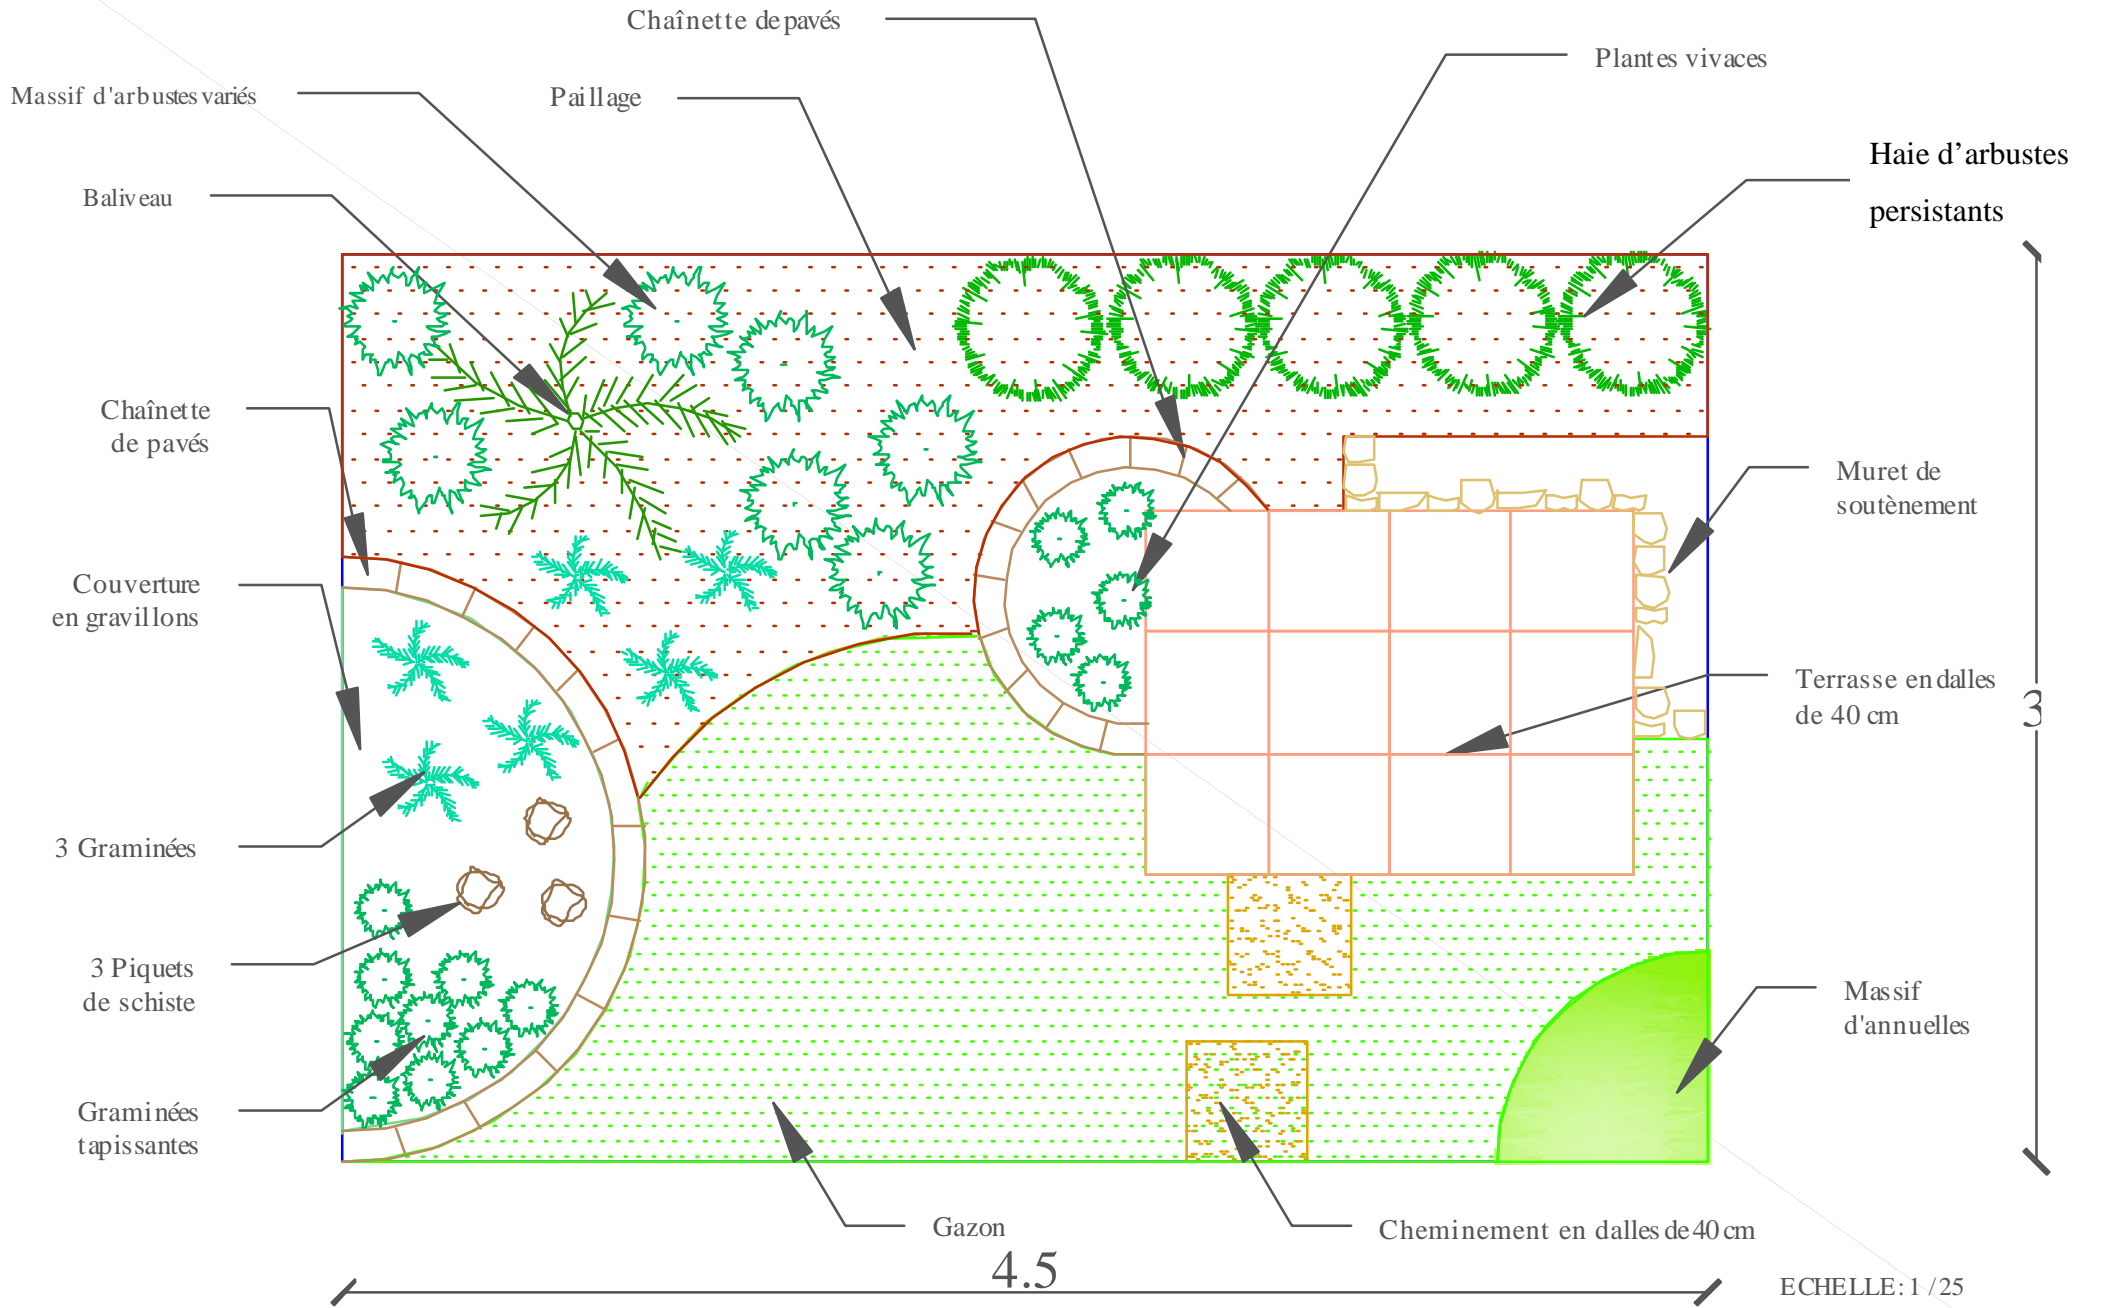 Chaînette de pavés
Plantes vivaces
Massif d'arbustes variés
Paillage
Haie d’arbustes
persistants
Baliveau
Chaînette
de pavés
Muret de
soutènement
Couverture
en gravillons
Terrasse en dalles
de 40 cm
3
3 Graminées
3 Piquets
de schiste
Massif
d'annuelles
Graminées
tapissantes
Gazon
Cheminement en dalles de 40 cm
4.5
ECHELLE: 1 / 25